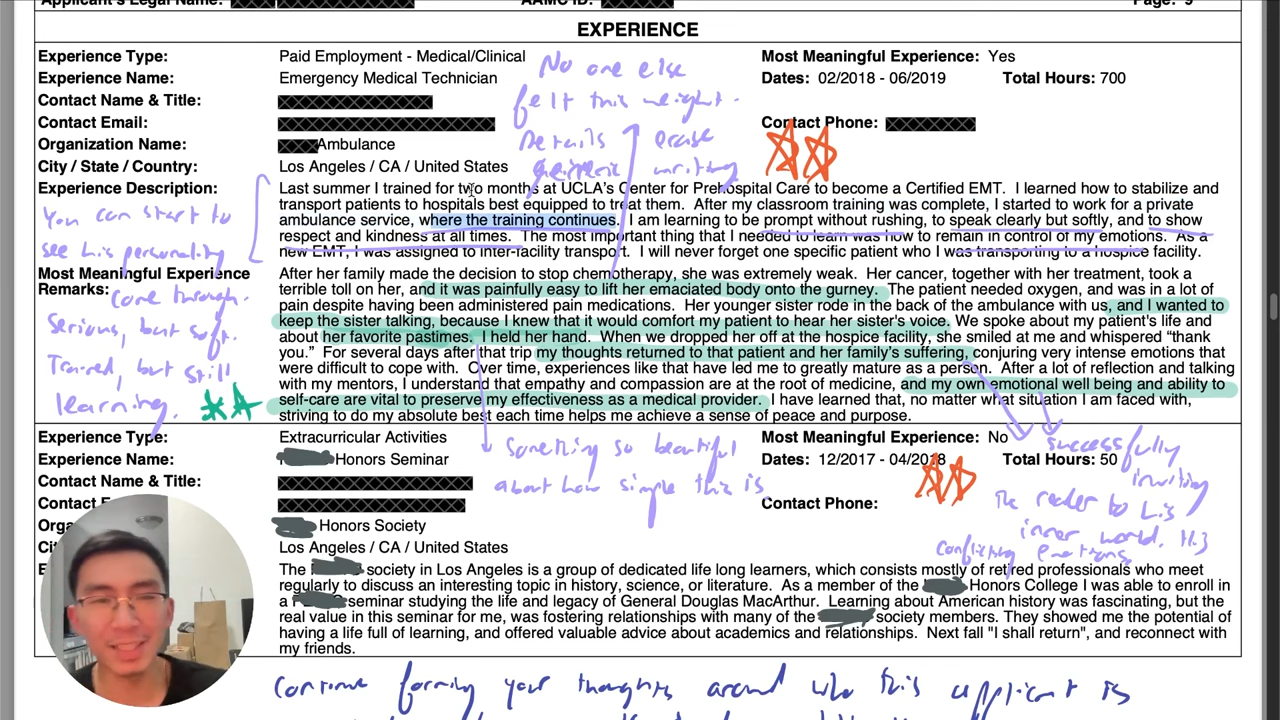 Applicant's Legal Name: AAMC ID: Page: 9
EXPERIENCE
Experience Type: Paid Employment - Medical/Clinical Most Meaningful Experience: Yes
Experience Name: Emergency Medical Technician Dates: 02/2018 - 06/2019 Total Hours: 700
Contact Name & Title:
Contact Email: Contact Phone:
Organization Name: Ambulance
City / State / Country: Los Angeles / CA / United States
No one else
felt this weight.
Details erase
generic writing
Experience Description: Last summer I trained for two months at UCLA's Center for Prehospital Care to become a Certified EMT. I learned how to stabilize and
transport patients to hospitals best equipped to treat them. After my classroom training was complete, I started to work for a private
ambulance service, where the training continues. I am learning to be prompt without rushing, to speak clearly but softly, and to show
respect and kindness at all times. The most important thing that I needed to learn was how to remain in control of my emotions. As a
new EMT, I was assigned to inter-facility transport. I will never forget one specific patient who I was transporting to a hospice facility.
You can start to
see his personality
come through.
Serious, but soft.
Trained, but still
learning.
Most Meaningful Experience Remarks: After her family made the decision to stop chemotherapy, she was extremely weak. Her cancer, together with her treatment, took a
terrible toll on her, and it was painfully easy to lift her emaciated body onto the gurney. The patient needed oxygen, and was in a lot of
pain despite having been administered pain medications. Her younger sister rode in the back of the ambulance with us, and I wanted to
keep the sister talking, because I knew that it would comfort my patient to hear her sister's voice. We spoke about my patient's life and
about her favorite pastimes. I held her hand. When we dropped her off at the hospice facility, she smiled at me and whispered "thank
you." For several days after that trip my thoughts returned to that patient and her family's suffering, conjuring very intense emotions that
were difficult to cope with. Over time, experiences like that have led me to greatly mature as a person. After a lot of reflection and talking
with my mentors, I understand that empathy and compassion are at the root of medicine, and my own emotional well being and ability to
self-care are vital to preserve my effectiveness as a medical provider. I have learned that, no matter what situation I am faced with,
striving to do my absolute best each time helps me achieve a sense of peace and purpose.
Experience Type: Extracurricular Activities Most Meaningful Experience: No
Experience Name: Honors Seminar Dates: 12/2017 - 04/2018 Total Hours: 50
Contact Name & Title:
Contact Contact Phone:
Orga Honors Society
Cit Los Angeles / CA / United States
Something so beautiful
about how simple this is
successfully
inviting
the reader to his
inner world. His
conflicting emotions
E The society in Los Angeles is a group of dedicated life long learners, which consists mostly of retired professionals who meet
regularly to discuss an interesting topic in history, science, or literature. As a member of the Honors College I was able to enroll in
a seminar studying the life and legacy of General Douglas MacArthur. Learning about American history was fascinating, but the
real value in this seminar for me, was fostering relationships with many of the society members. They showed me the potential of
having a life full of learning, and offered valuable advice about academics and relationships. Next fall "I shall return", and reconnect with
my friends.
continue forming your thoughts around who this applicant is